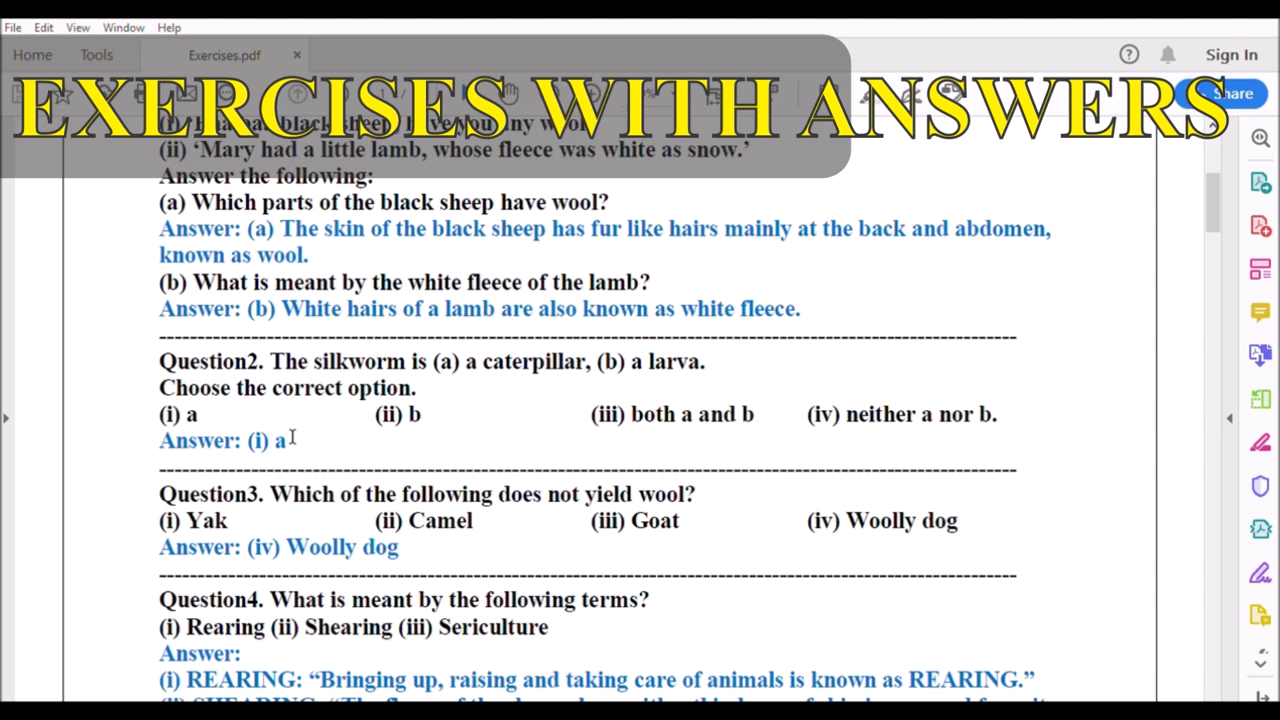 File Edit View Window Help
Home Tools Exercises.pdf × Sign In
EXERCISES WITH ANSWERS
Share
(ii) ‘Mary had a little lamb, whose fleece was white as snow.’
Answer the following:
(a) Which parts of the black sheep have wool?
Answer: (a) The skin of the black sheep has fur like hairs mainly at the back and abdomen,
known as wool.
(b) What is meant by the white fleece of the lamb?
Answer: (b) White hairs of a lamb are also known as white fleece.
Question2. The silkworm is (a) a caterpillar, (b) a larva.
Choose the correct option.
(i) a (ii) b (iii) both a and b (iv) neither a nor b.
Answer: (i) a
Question3. Which of the following does not yield wool?
(i) Yak (ii) Camel (iii) Goat (iv) Woolly dog
Answer: (iv) Woolly dog
Question4. What is meant by the following terms?
(i) Rearing (ii) Shearing (iii) Sericulture
Answer:
(i) REARING: “Bringing up, raising and taking care of animals is known as REARING.”